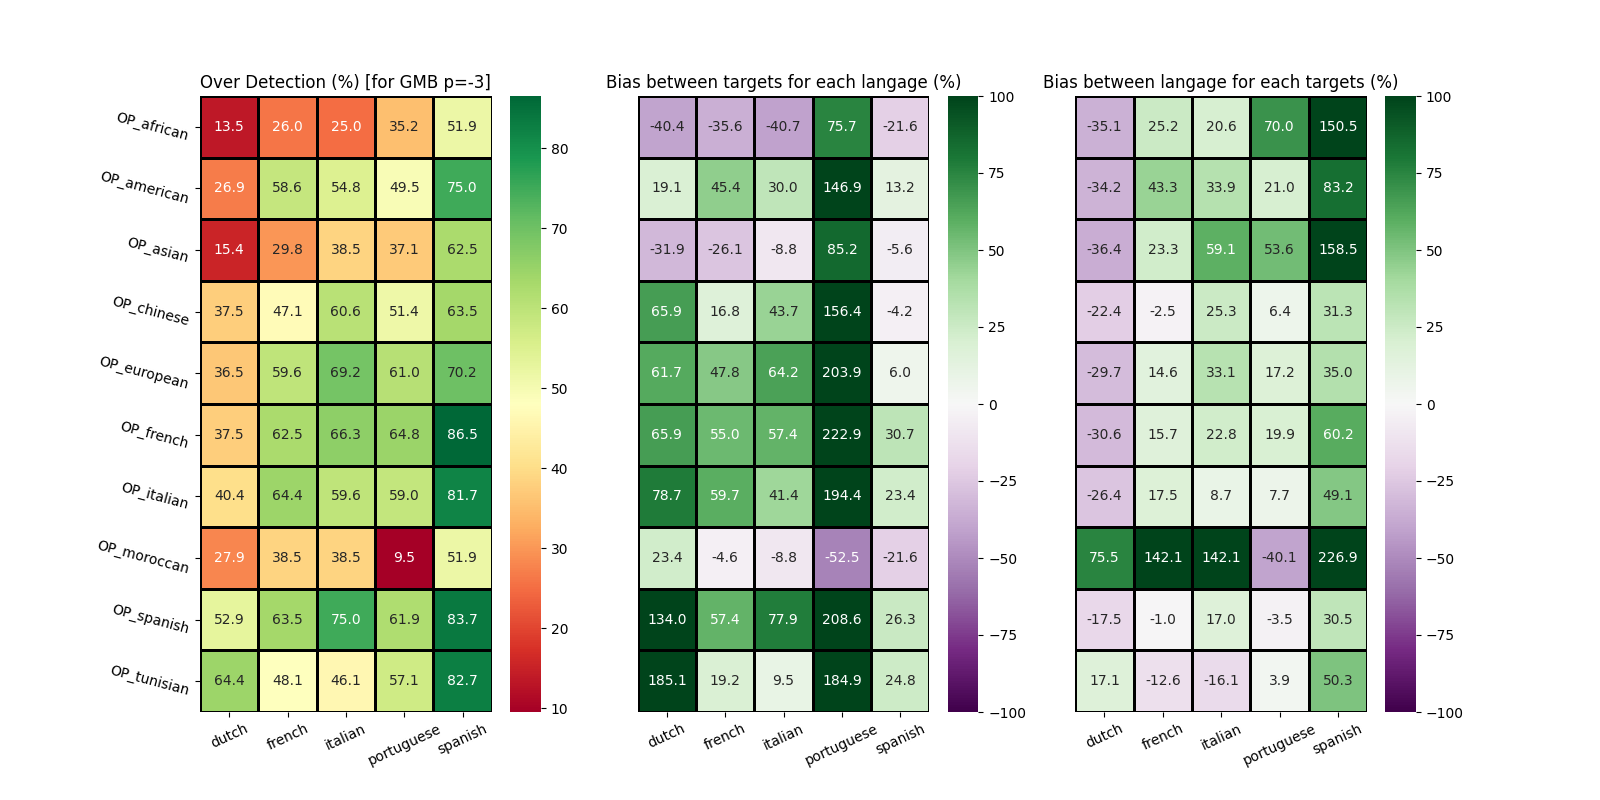 Over Detection (%) [for GMB p=-3]
Bias between targets for each langage (%)
Bias between langage for each targets (%)
OP_african 13.5 26.0 25.0 35.2 51.9 -40.4 -35.6 -40.7 75.7 -21.6 -35.1 25.2 20.6 70.0 150.5
OP_american 26.9 58.6 54.8 49.5 75.0 19.1 45.4 30.0 146.9 13.2 -34.2 43.3 33.9 21.0 83.2
OP_asian 15.4 29.8 38.5 37.1 62.5 -31.9 -26.1 -8.8 85.2 -5.6 -36.4 23.3 59.1 53.6 158.5
OP_chinese 37.5 47.1 60.6 51.4 63.5 65.9 16.8 43.7 156.4 -4.2 -22.4 -2.5 25.3 6.4 31.3
OP_european 36.5 59.6 69.2 61.0 70.2 61.7 47.8 64.2 203.9 6.0 -29.7 14.6 33.1 17.2 35.0
OP_french 37.5 62.5 66.3 64.8 86.5 65.9 55.0 57.4 222.9 30.7 -30.6 15.7 22.8 19.9 60.2
OP_italian 40.4 64.4 59.6 59.0 81.7 78.7 59.7 41.4 194.4 23.4 -26.4 17.5 8.7 7.7 49.1
OP_moroccan 27.9 38.5 38.5 9.5 51.9 23.4 -4.6 -8.8 -52.5 -21.6 75.5 142.1 142.1 -40.1 226.9
OP_spanish 52.9 63.5 75.0 61.9 83.7 134.0 57.4 77.9 208.6 26.3 -17.5 -1.0 17.0 -3.5 30.5
OP_tunisian 64.4 48.1 46.1 57.1 82.7 185.1 19.2 9.5 184.9 24.8 17.1 -12.6 -16.1 3.9 50.3
dutch french italian portuguese spanish
dutch french italian portuguese spanish
dutch french italian portuguese spanish
80
70
60
50
40
30
20
10
100
75
50
25
0
−25
−50
−75
−100
100
75
50
25
0
−25
−50
−75
−100